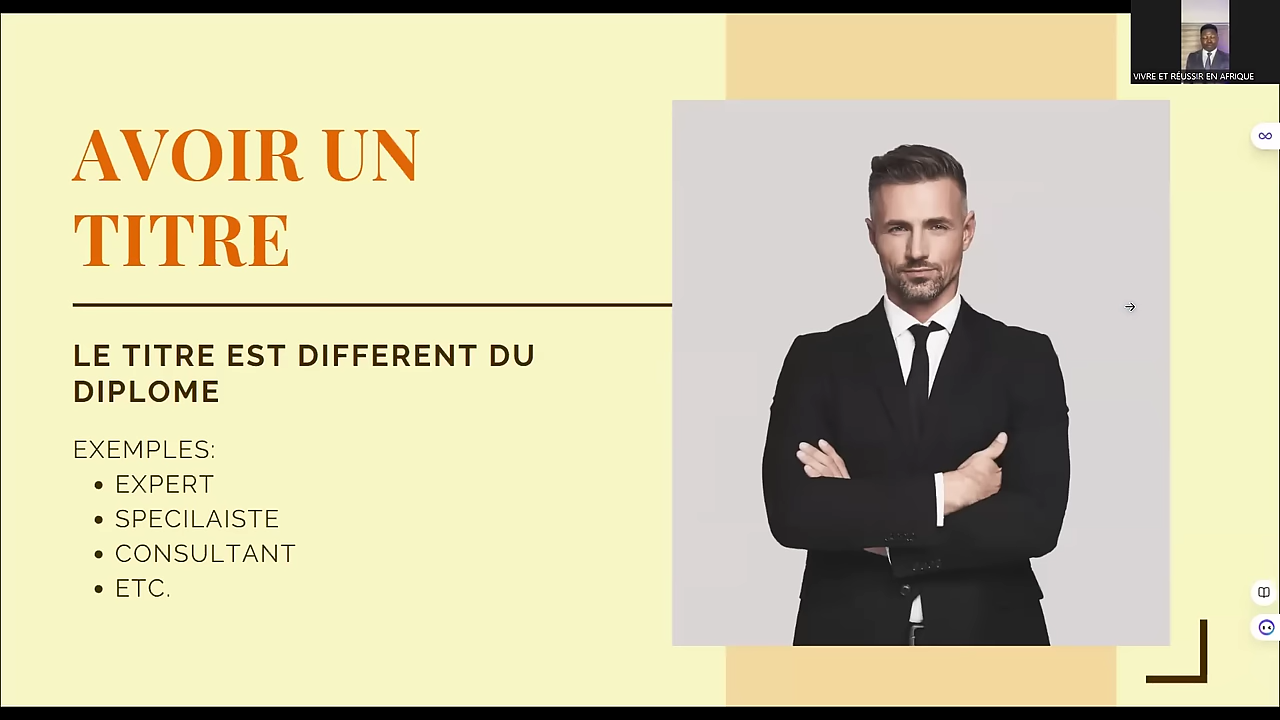 VIVRE ET RÉUSSIR EN AFRIQUE
AVOIR UN
TITRE
LE TITRE EST DIFFERENT DU
DIPLOME
EXEMPLES:
• EXPERT
• SPECILAISTE
• CONSULTANT
• ETC.